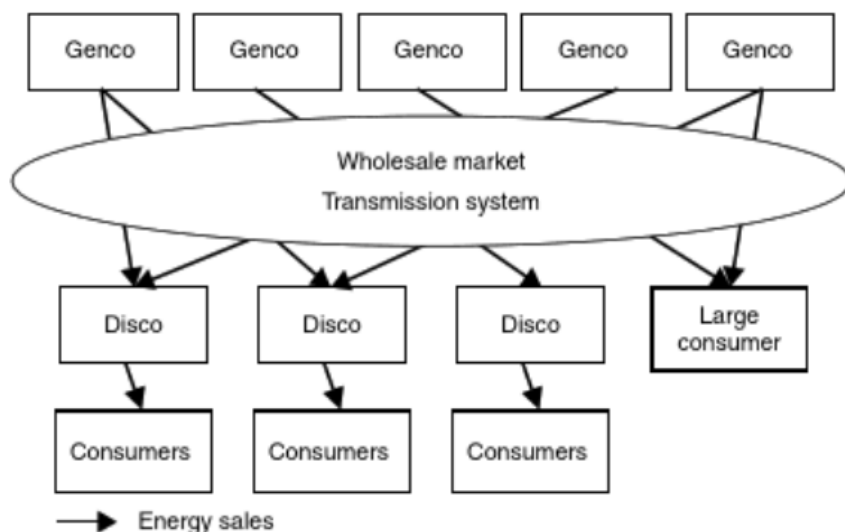 Genco
Genco
Genco
Genco
Genco
Wholesale market
Transmission system
Disco
Disco
Disco
Large
consumer
Consumers
Consumers
Consumers
Energy sales